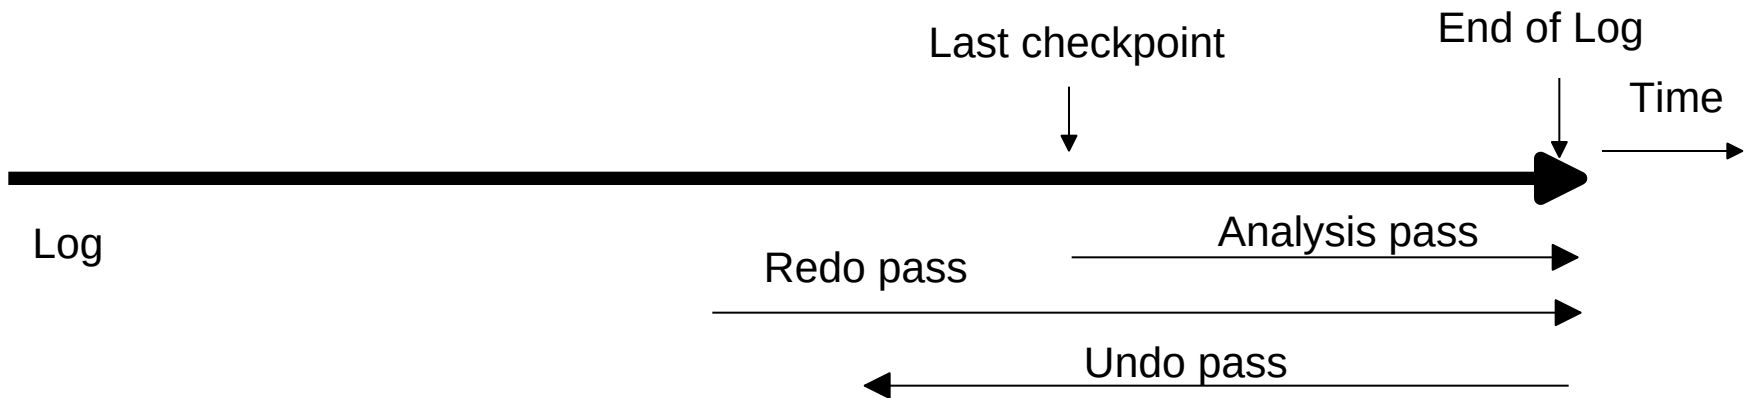 End of Log
Last checkpoint
Time
Log
Analysis pass
Redo pass
Undo pass